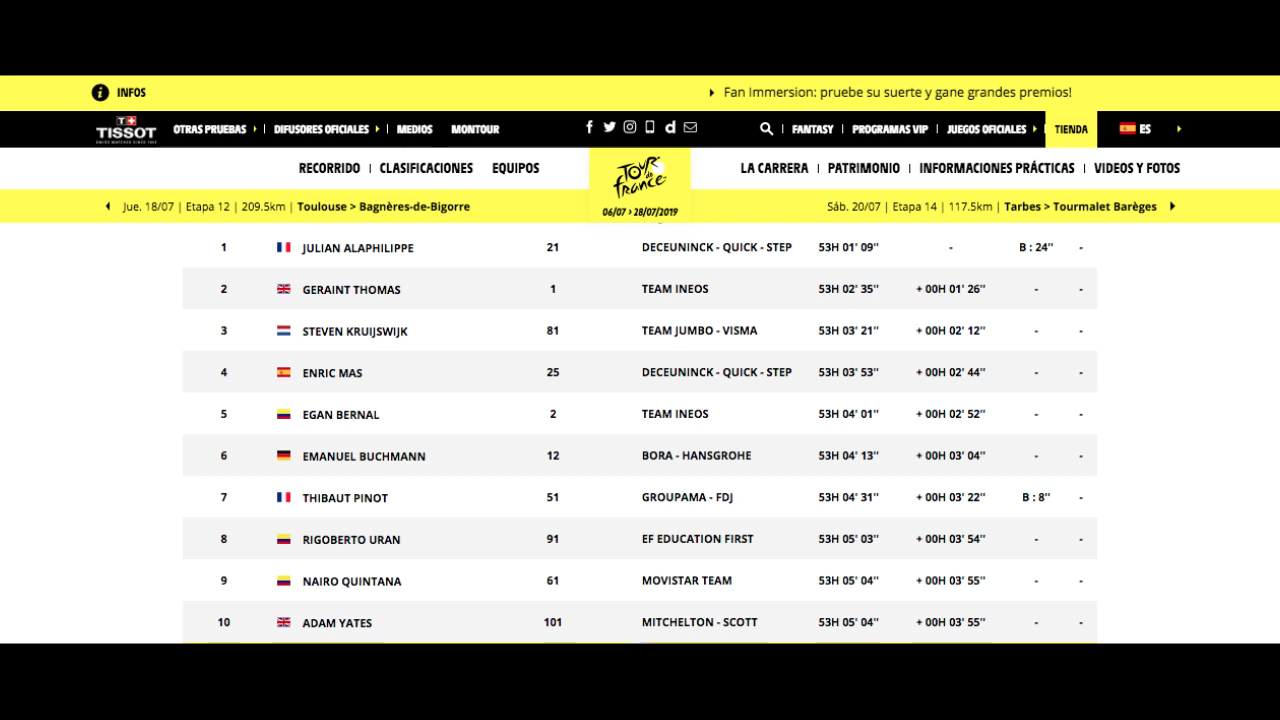 INFOS
Fan Immersion: pruebe su suerte y gane grandes premios!
TISSOT OTRAS PRUEBAS | DIFUSORES OFICIALES | MEDIOS MONTOUR | FANTASY | PROGRAMAS VIP | JUEGOS OFICIALES | TIENDA ES
RECORRIDO | CLASIFICACIONES EQUIPOS LA CARRERA | PATRIMONIO | INFORMACIONES PRÁCTICAS | VIDEOS Y FOTOS
TOUR de france
06/07 > 28/07/2019
Jue. 18/07 | Etapa 12 | 209.5km | Toulouse > Bagnères-de-Bigorre
Sáb. 20/07 | Etapa 14 | 117.5km | Tarbes > Tourmalet Barèges
1 JULIAN ALAPHILIPPE 21 DECEUNINCK - QUICK - STEP 53H 01' 09'' - B : 24'' -
2 GERAINT THOMAS 1 TEAM INEOS 53H 02' 35'' + 00H 01' 26'' - -
3 STEVEN KRUIJSWIJK 81 TEAM JUMBO - VISMA 53H 03' 21'' + 00H 02' 12'' - -
4 ENRIC MAS 25 DECEUNINCK - QUICK - STEP 53H 03' 53'' + 00H 02' 44'' - -
5 EGAN BERNAL 2 TEAM INEOS 53H 04' 01'' + 00H 02' 52'' - -
6 EMANUEL BUCHMANN 12 BORA - HANSGROHE 53H 04' 13'' + 00H 03' 04'' - -
7 THIBAUT PINOT 51 GROUPAMA - FDJ 53H 04' 31'' + 00H 03' 22'' B : 8'' -
8 RIGOBERTO URAN 91 EF EDUCATION FIRST 53H 05' 03'' + 00H 03' 54'' - -
9 NAIRO QUINTANA 61 MOVISTAR TEAM 53H 05' 04'' + 00H 03' 55'' - -
10 ADAM YATES 101 MITCHELTON - SCOTT 53H 05' 04'' + 00H 03' 55'' - -